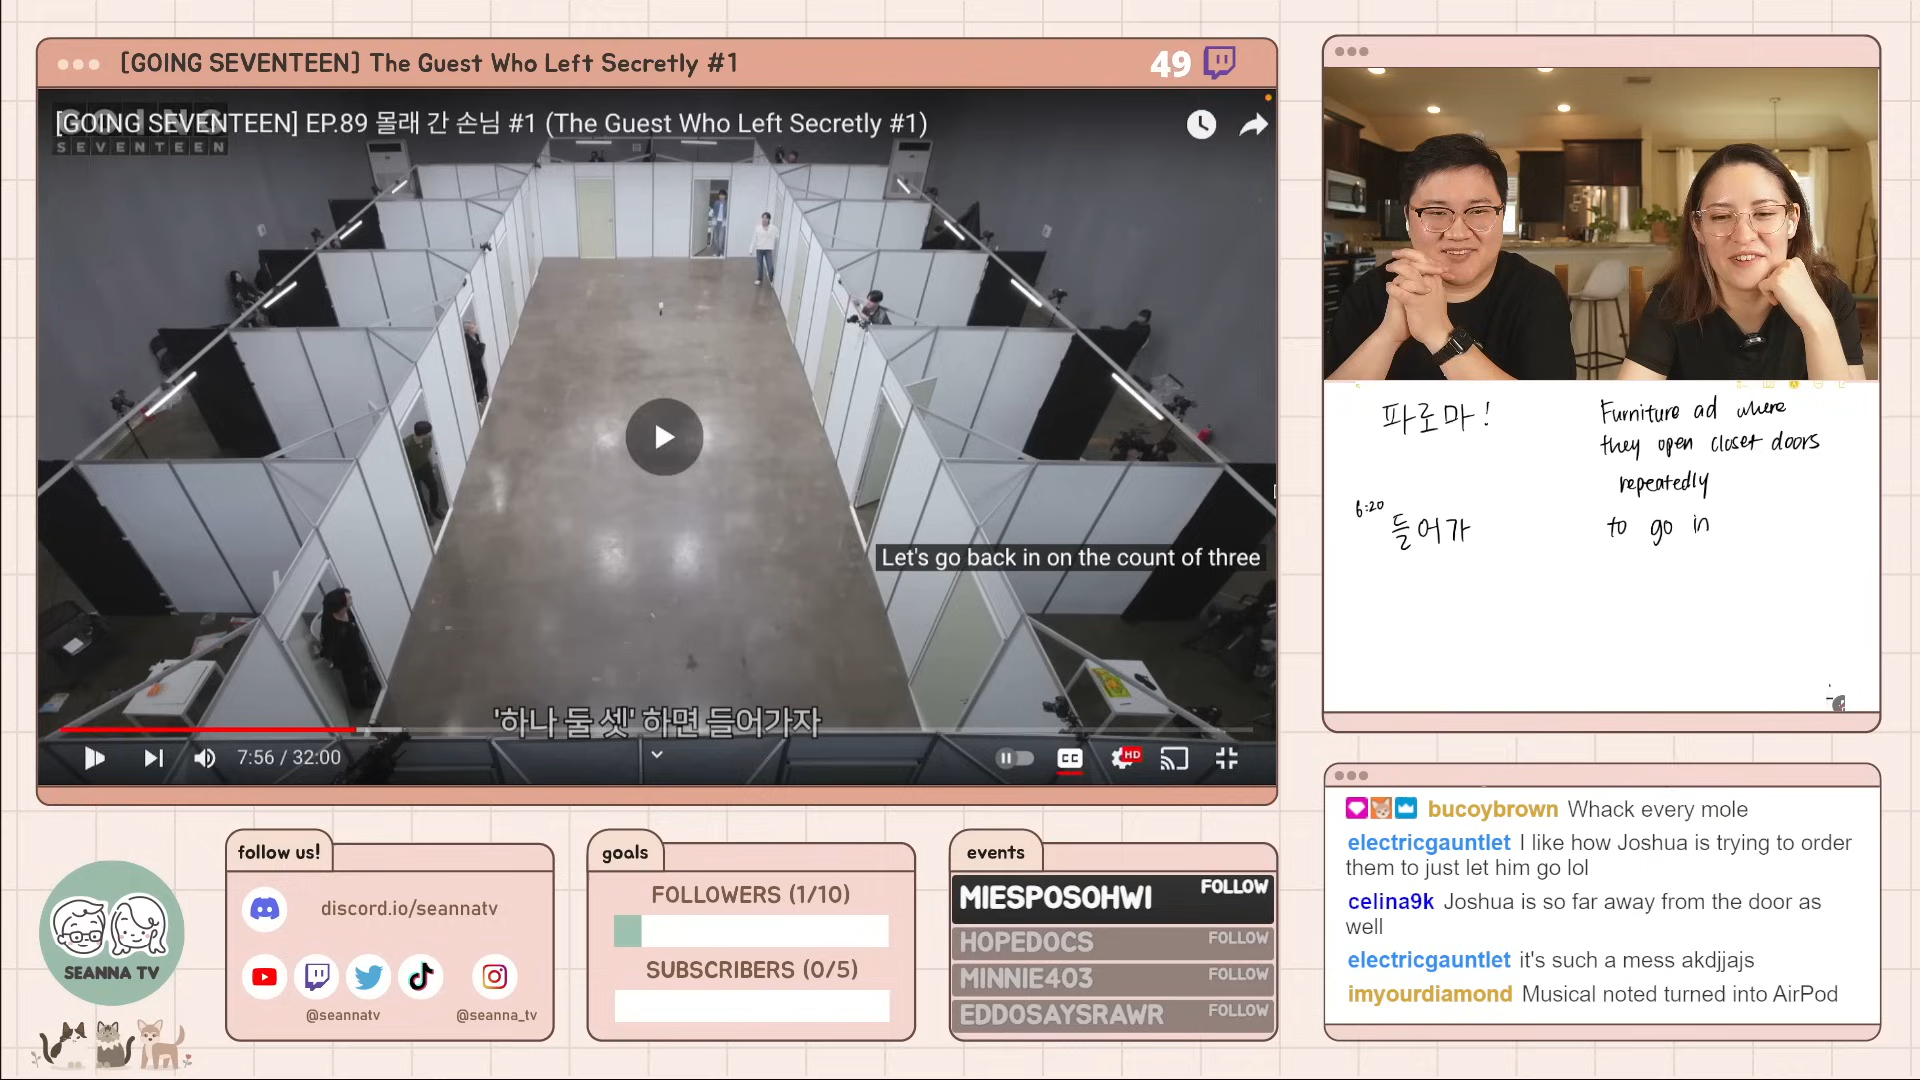 [GOING SEVENTEEN] The Guest Who Left Secretly #1
49
[GOING SEVENTEEN] EP.89 몰래 간 손님 #1 (The Guest Who Left Secretly #1)
GOING
SEVENTEEN
Let's go back in on the count of three
'하나 둘 셋' 하면 들어가자
7:56 / 32:00
CC
HD
파로마!
Furniture ad where
they open closet doors
repeatedly
6:20
들어가
to go in
bucoybrown Whack every mole
electricgauntlet I like how Joshua is trying to order
them to just let him go lol
celina9k Joshua is so far away from the door as
well
electricgauntlet it's such a mess akdjjajs
imyourdiamond Musical noted turned into AirPod
SEANNA TV
follow us!
discord.io/seannatv
@seannatv
@seanna_tv
goals
FOLLOWERS (1/10)
SUBSCRIBERS (0/5)
events
MIESPOSOHWI FOLLOW
HOPEDOCS FOLLOW
MINNIE403 FOLLOW
EDDOSAYSRAWR FOLLOW